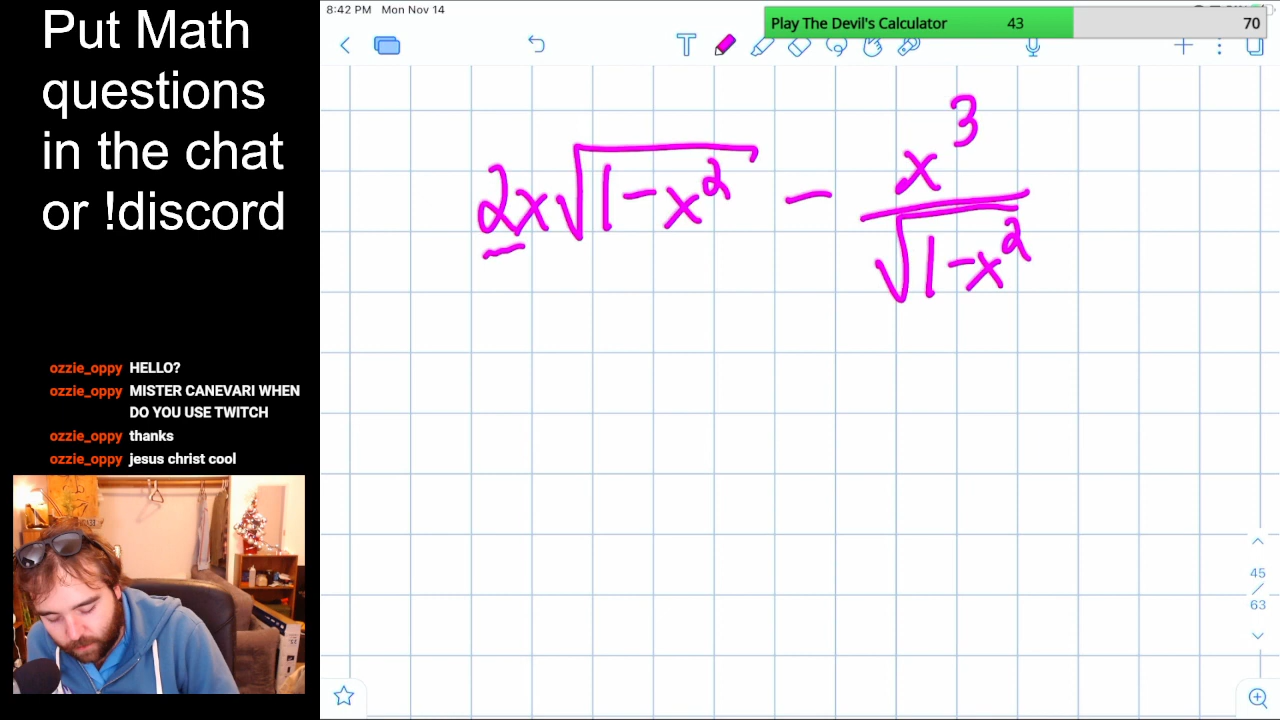 Put Math
questions
in the chat
or !discord
ozzie_oppy HELLO?
ozzie_oppy MISTER CANEVARI WHEN
DO YOU USE TWITCH
ozzie_oppy thanks
ozzie_oppy jesus christ cool
8:42 PM Mon Nov 14
Play The Devil's Calculator 43 70
T
2x√(1-x²) - x³/√(1-x²)
45
/
63